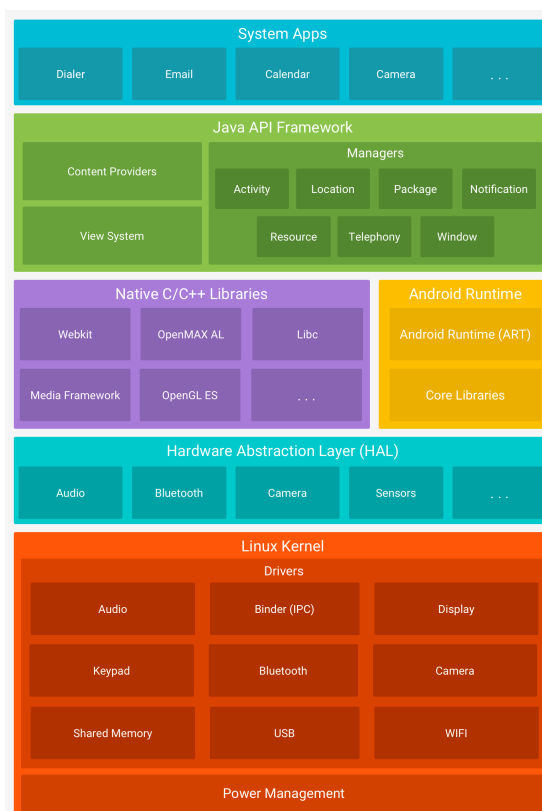 System Apps
Dialer
Email
Calendar
Camera
. . .
Java API Framework
Content Providers
View System
Managers
Activity
Location
Package
Notification
Resource
Telephony
Window
Native C/C++ Libraries
Webkit
OpenMAX AL
Libc
Media Framework
OpenGL ES
. . .
Android Runtime
Android Runtime (ART)
Core Libraries
Hardware Abstraction Layer (HAL)
Audio
Bluetooth
Camera
Sensors
. . .
Linux Kernel
Drivers
Audio
Binder (IPC)
Display
Keypad
Bluetooth
Camera
Shared Memory
USB
WIFI
Power Management